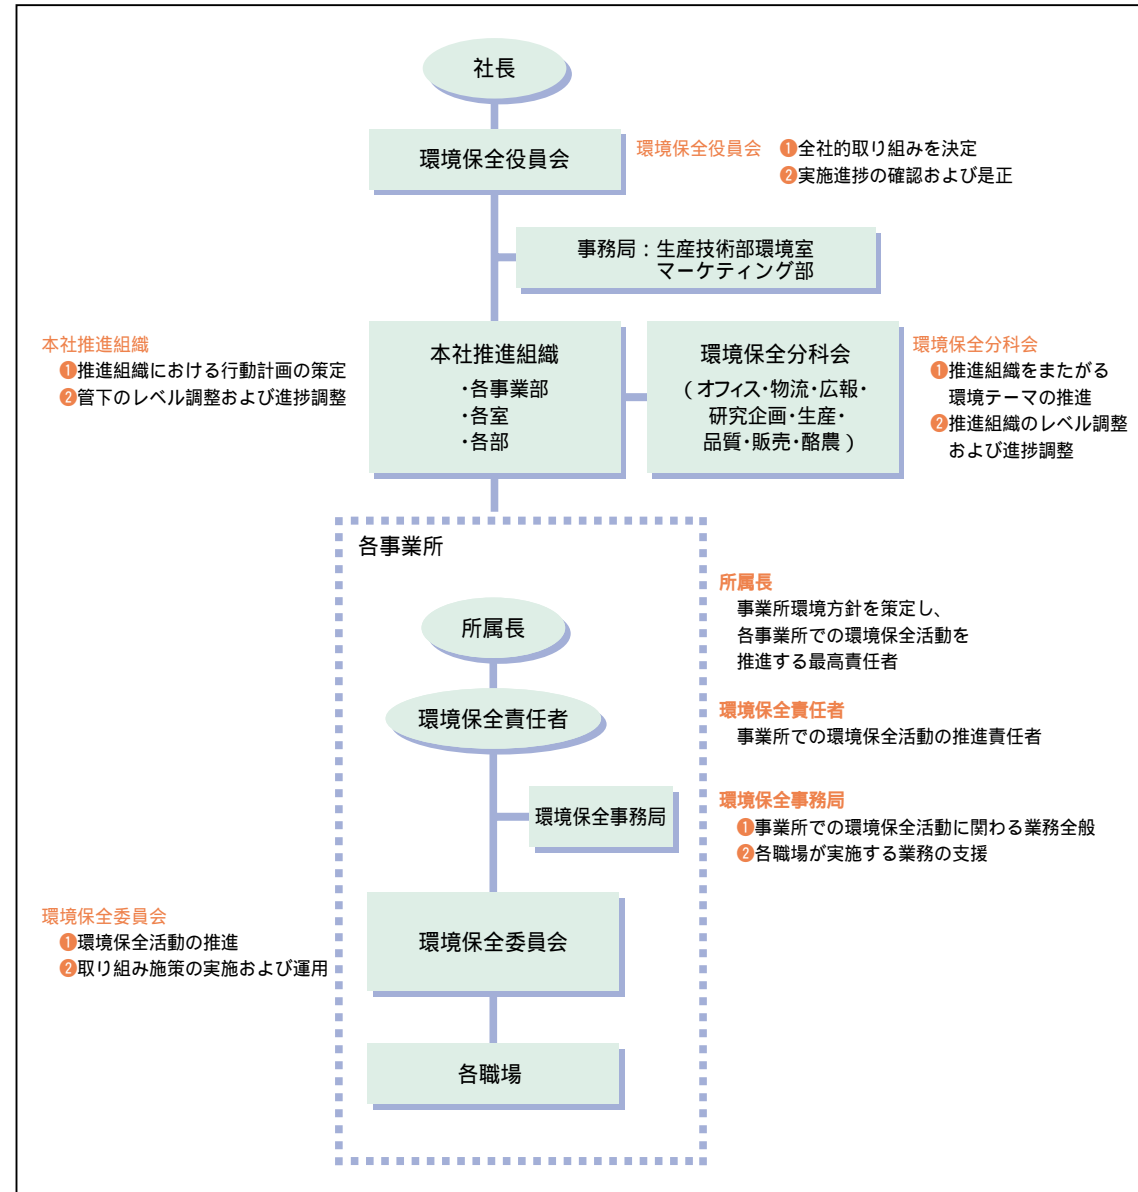 社長
環境保全役員会
環境保全役員会 ❶全社的取り組みを決定
❷実施進捗の確認および是正
事務局：生産技術部環境室
マーケティング部
本社推進組織
❶推進組織における行動計画の策定
❷管下のレベル調整および進捗調整
本社推進組織
・各事業部
・各室
・各部
環境保全分科会
（オフィス・物流・広報・
研究企画・生産・
品質・販売・酪農）
環境保全分科会
❶推進組織をまたがる
環境テーマの推進
❷推進組織のレベル調整
および進捗調整
各事業所
所属長
環境保全責任者
環境保全事務局
所属長
事業所環境方針を策定し、
各事業所での環境保全活動を
推進する最高責任者
環境保全責任者
事業所での環境保全活動の推進責任者
環境保全事務局
❶事業所での環境保全活動に関わる業務全般
❷各職場が実施する業務の支援
環境保全委員会
❶環境保全活動の推進
❷取り組み施策の実施および運用
環境保全委員会
各職場